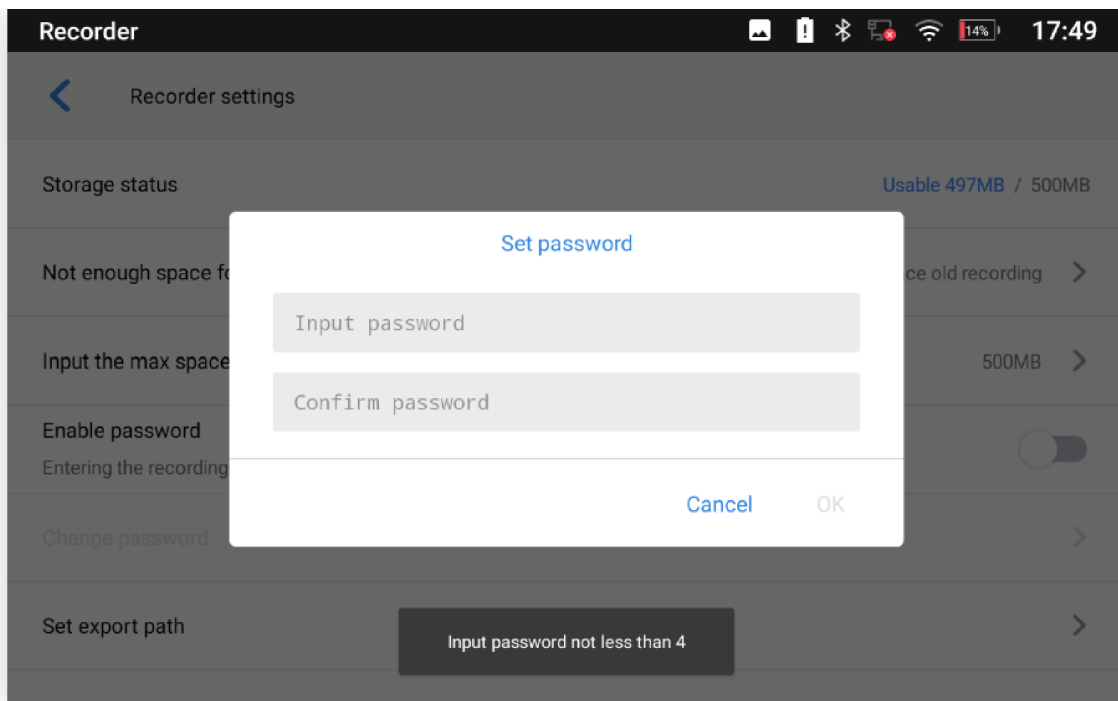 Recorder
14%
17:49
Recorder settings
Storage status
Usable 497MB / 500MB
Set password
Not enough space
old recording
Input password
Input the max space
500MB
Confirm password
Enable password
Entering the recording
Cancel
OK
Change password
Set export path
Input password not less than 4